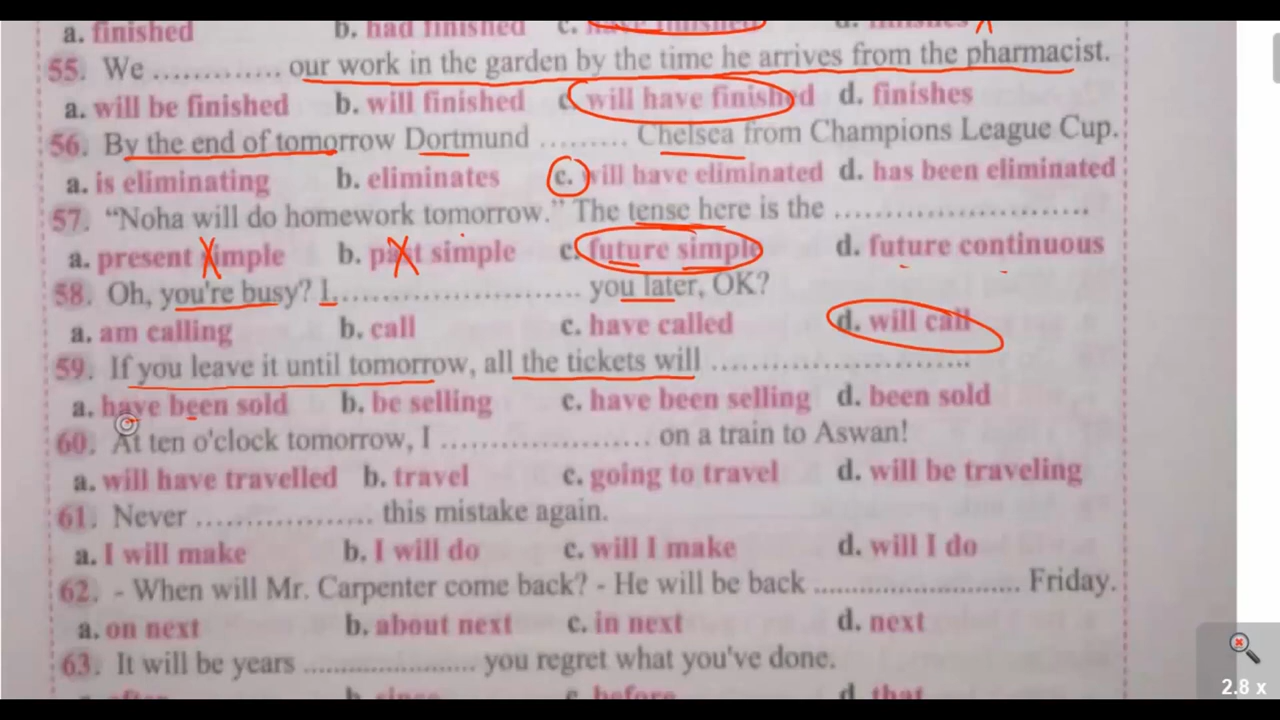 a. finished b. had finished c. have finished d. finishes
55. We ............. our work in the garden by the time he arrives from the pharmacist.
a. will be finished b. will finished c. will have finished d. finishes
56. By the end of tomorrow Dortmund ......... Chelsea from Champions League Cup.
a. is eliminating b. eliminates c. will have eliminated d. has been eliminated
57. “Noha will do homework tomorrow.” The tense here is the ..........................
a. present simple b. past simple c. future simple d. future continuous
58. Oh, you're busy? I......................... you later, OK?
a. am calling b. call c. have called d. will call
59. If you leave it until tomorrow, all the tickets will ..........................
a. have been sold b. be selling c. have been selling d. been sold
60. At ten o'clock tomorrow, I ...................... on a train to Aswan!
a. will have travelled b. travel c. going to travel d. will be traveling
61. Never .................. this mistake again.
a. I will make b. I will do c. will I make d. will I do
62. - When will Mr. Carpenter come back? - He will be back ...................... Friday.
a. on next b. about next c. in next d. next
63. It will be years .................. you regret what you've done.
a. after b. since c. before d. that
2.8 x